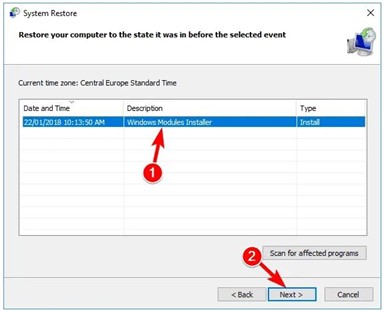 System Restore
Restore your computer to the state it was in before the selected event
Current time zone: Central Europe Standard Time
Date and Time Description Type
22/01/2018 10:13:50 AM Windows Modules Installer Install
1
Scan for affected programs
2
< Back Next > Cancel